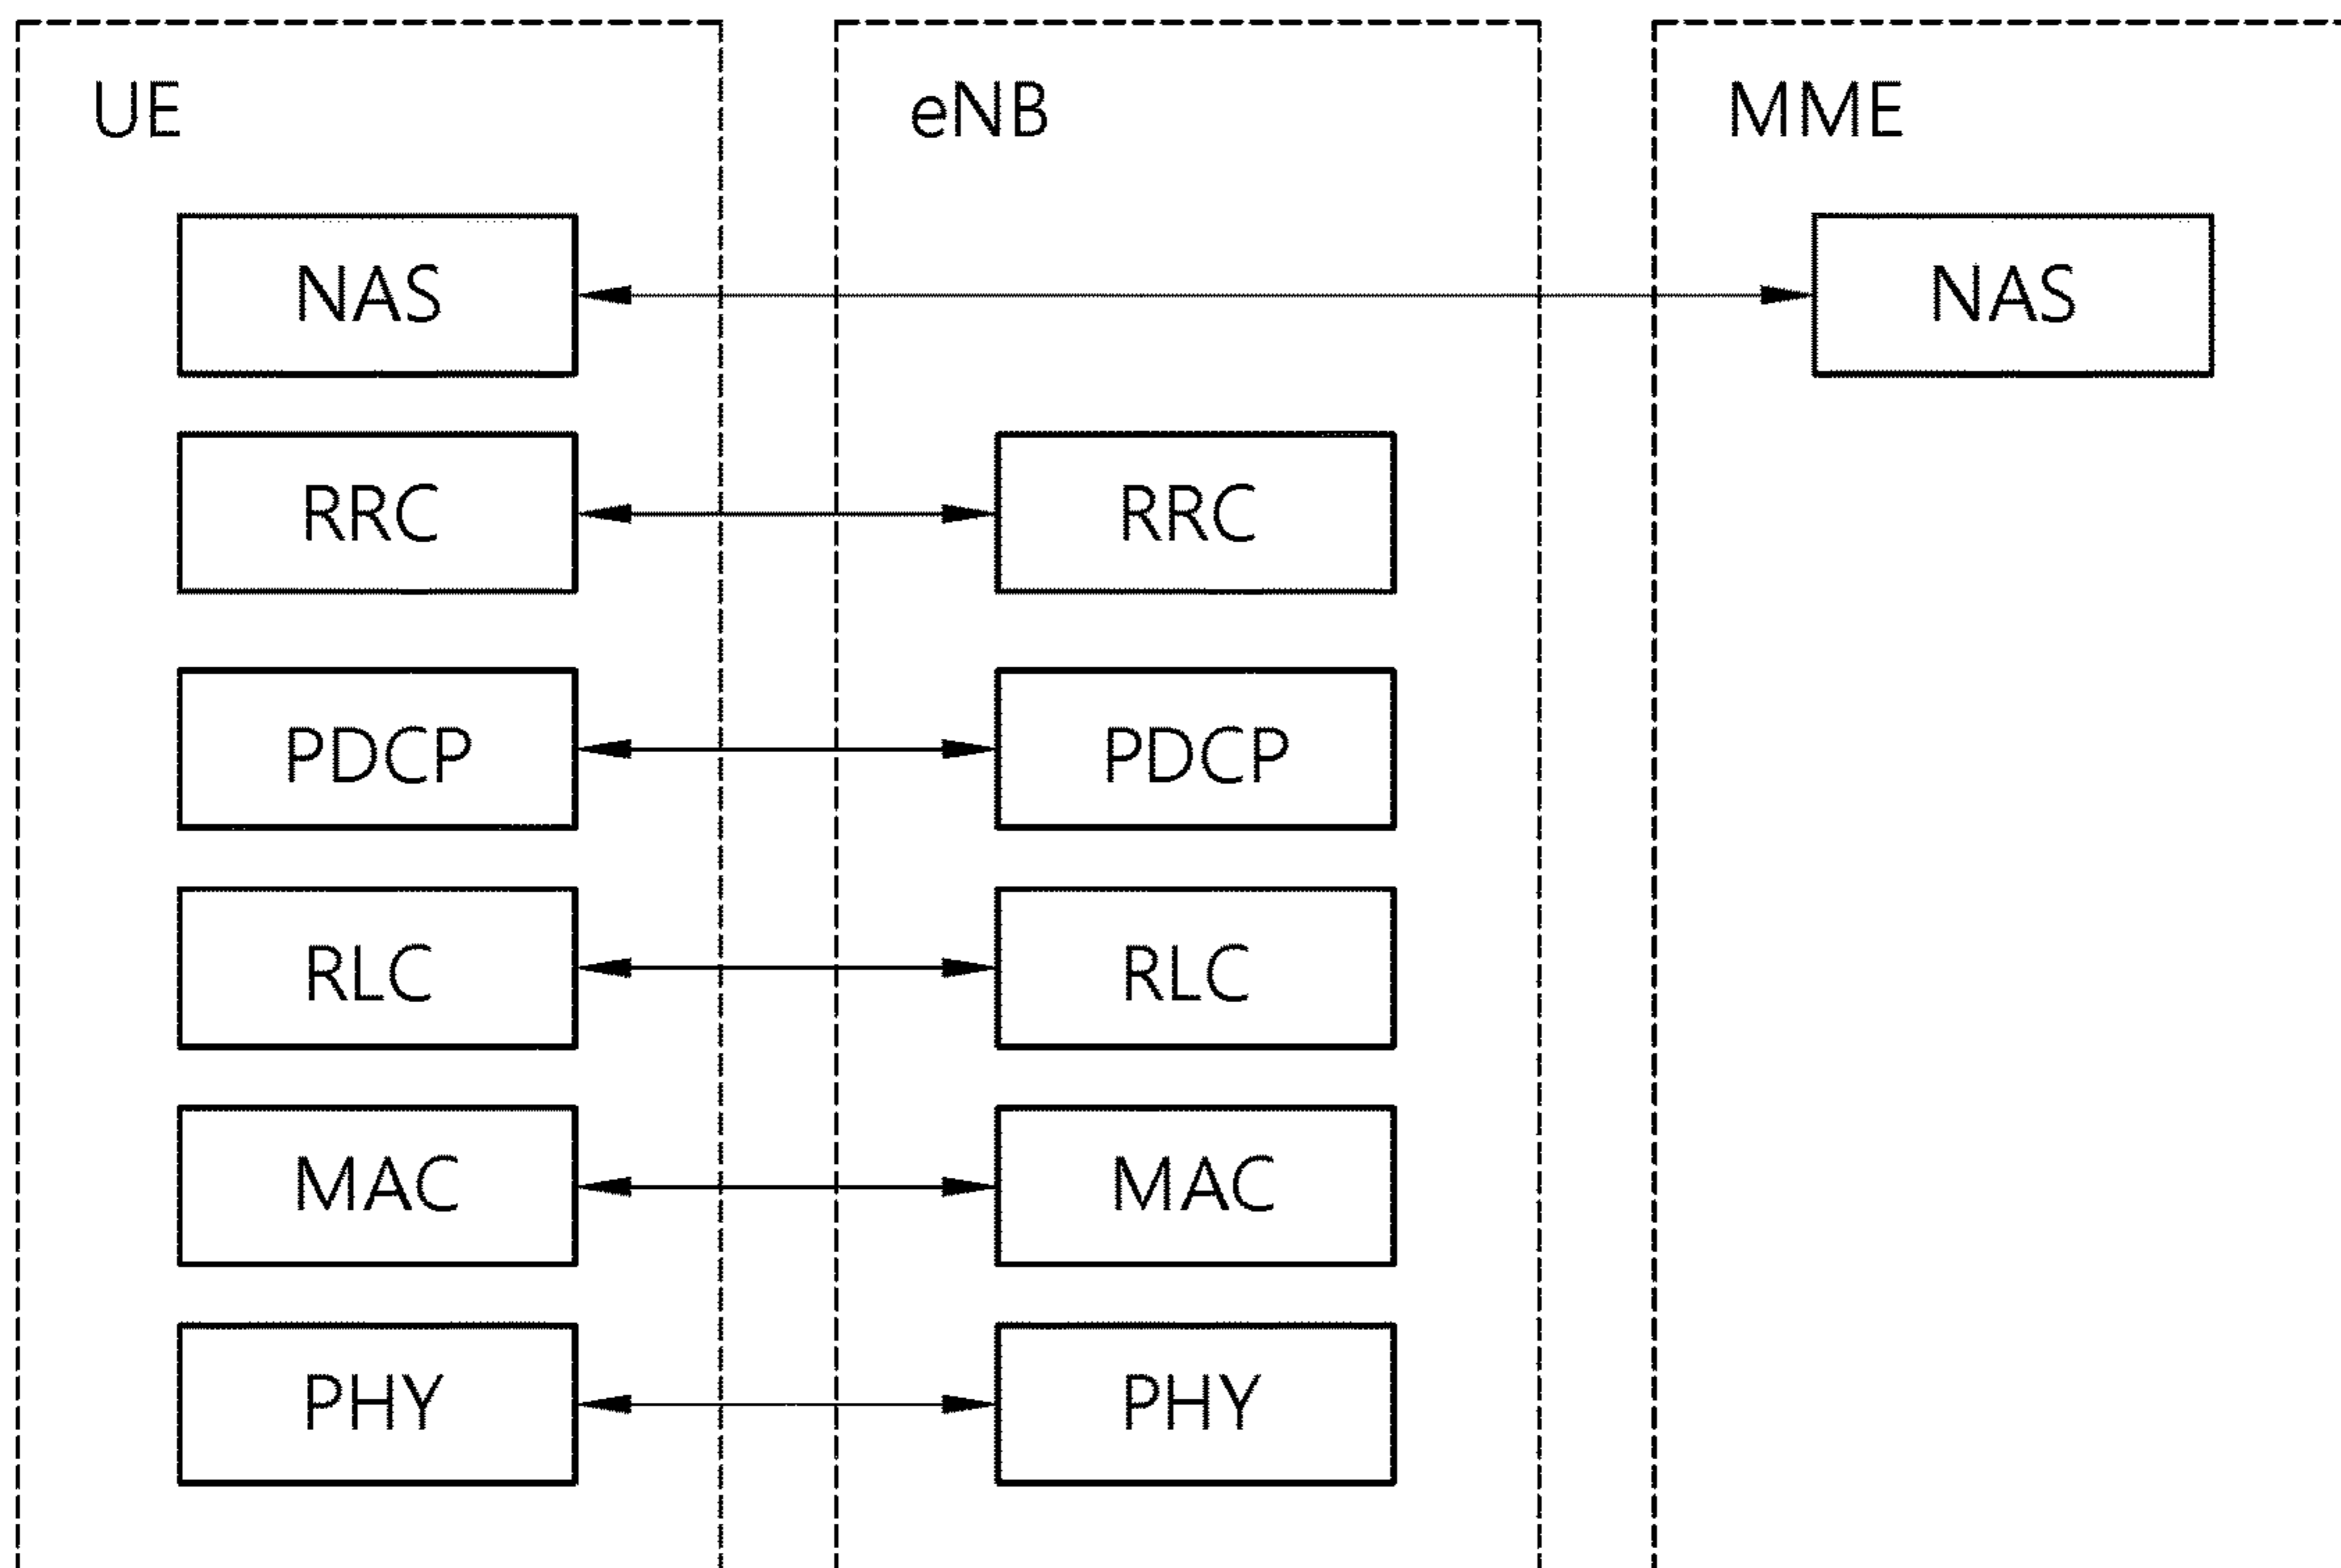 UE eNB MME
NAS NAS
RRC RRC
PDCP PDCP
RLC RLC
MAC MAC
PHY PHY